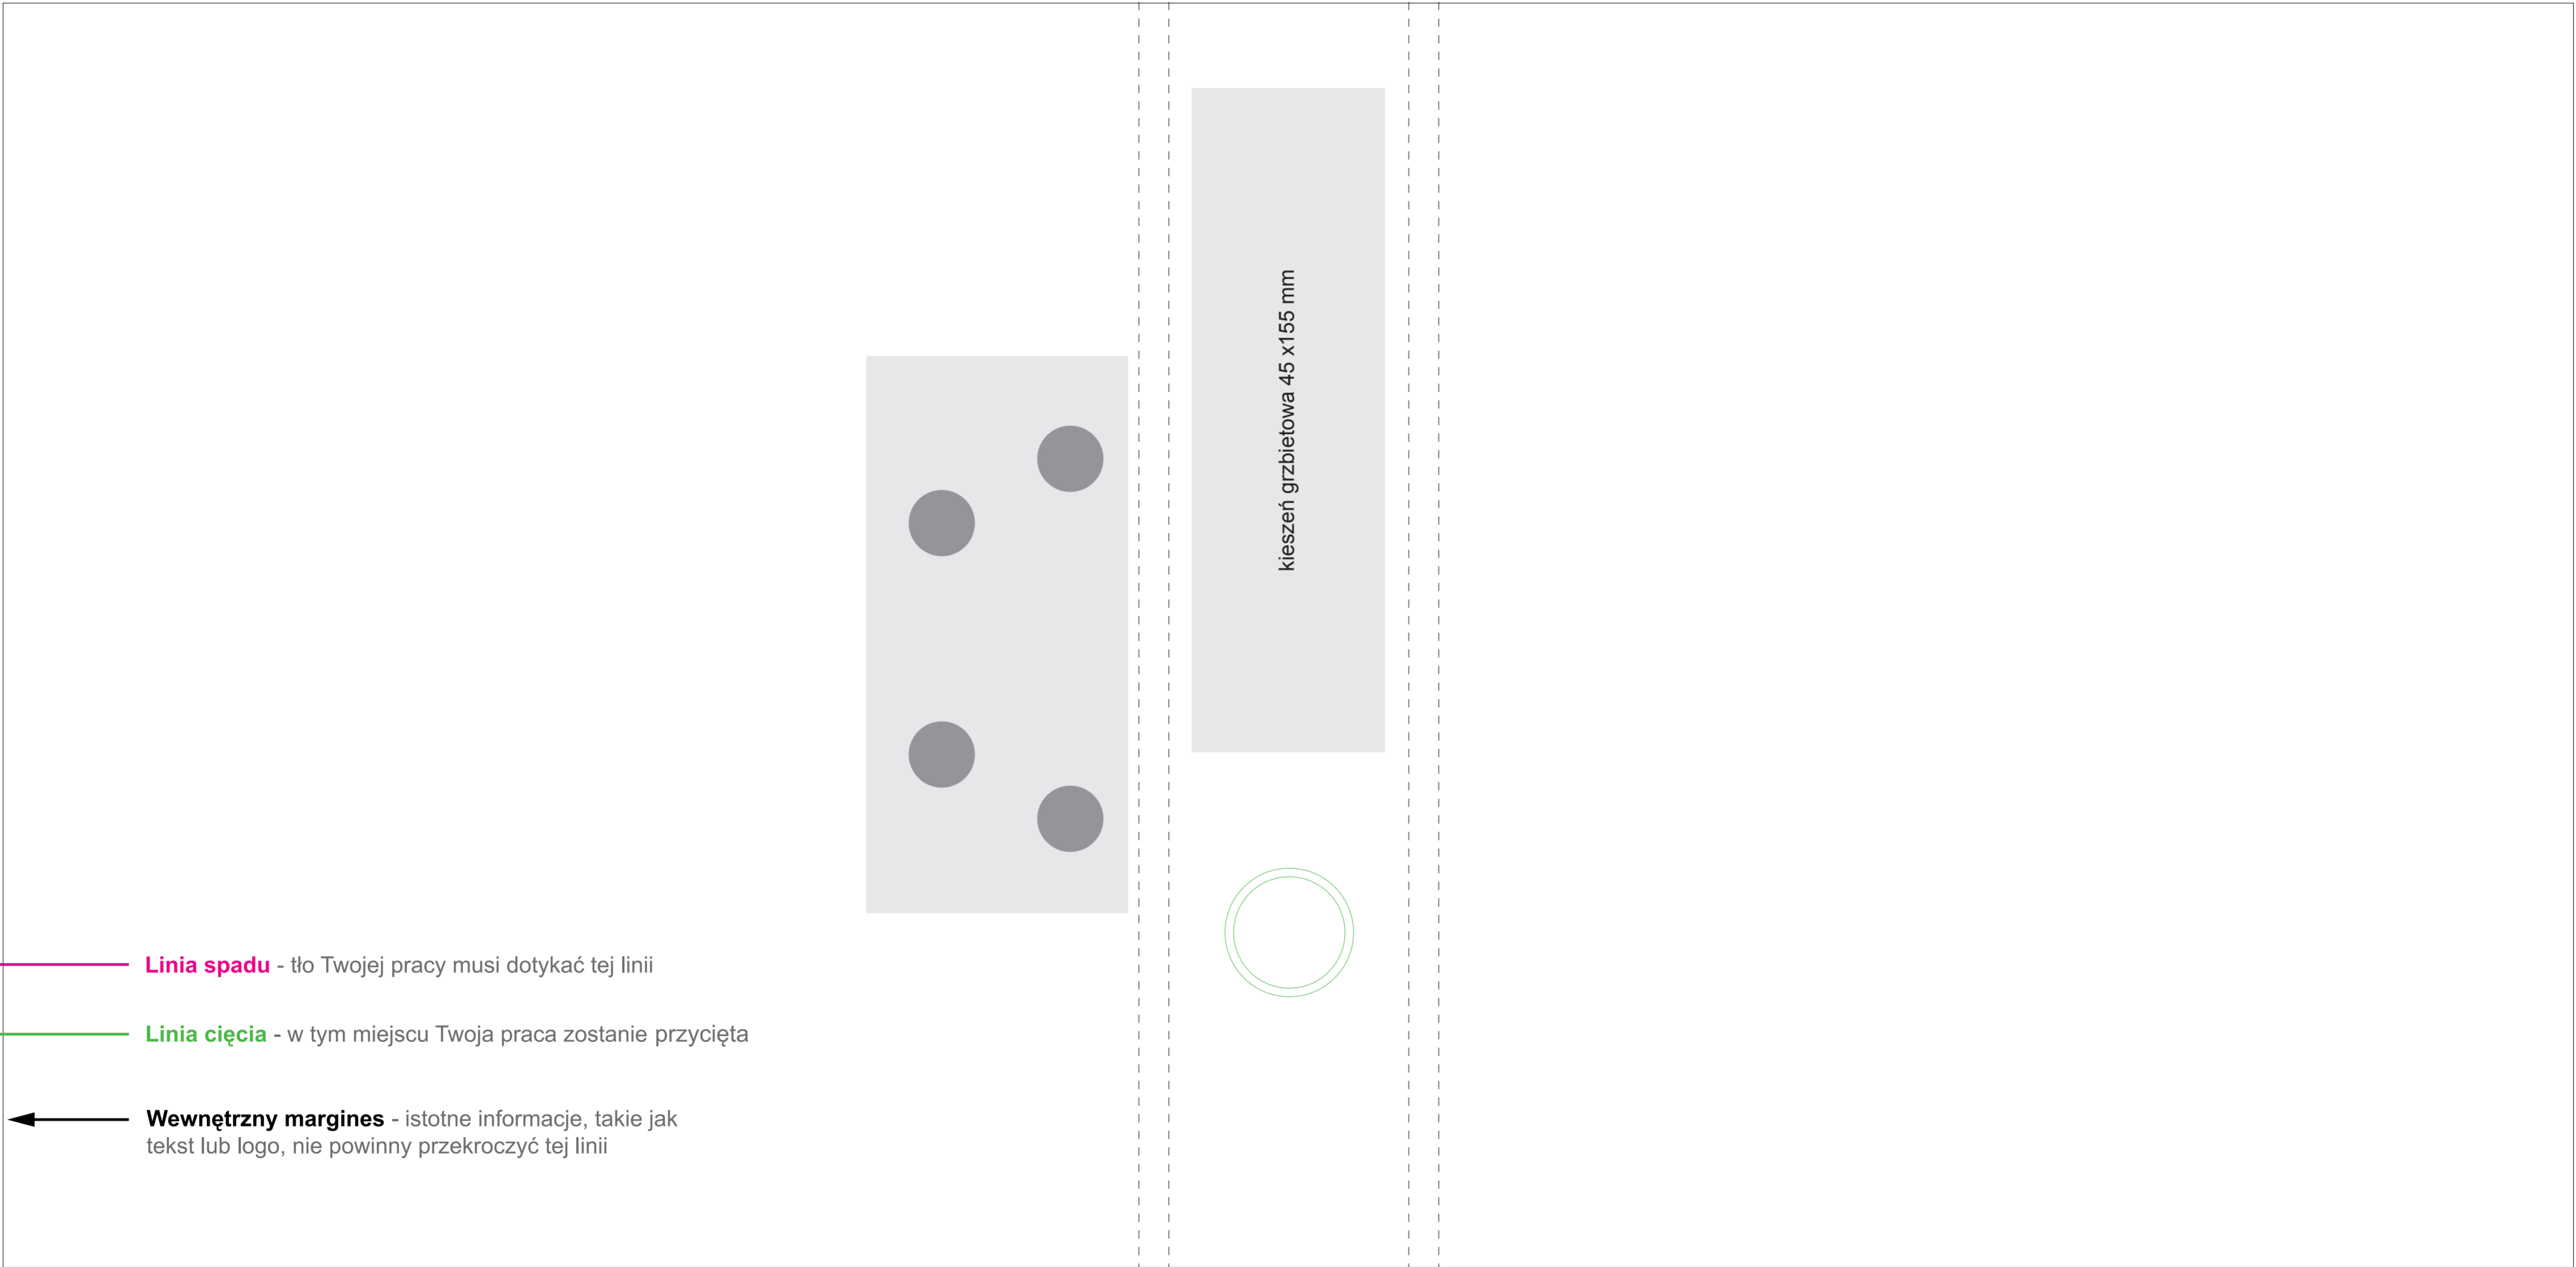 kieszeń grzbietowa 45 x155 mm
Linia spadu - tło Twojej pracy musi dotykać tej linii
Linia cięcia - w tym miejscu Twoja praca zostanie przycięta
Wewnętrzny margines - istotne informacje, takie jak
tekst lub logo, nie powinny przekroczyć tej linii